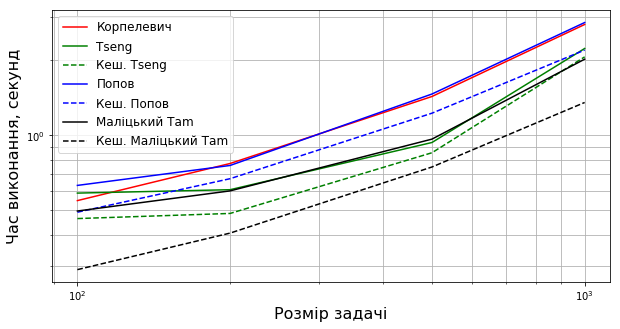 Час виконання, секунд
Корпелевич
Tseng
Кеш. Tseng
Попов
Кеш. Попов
Маліцький Tam
Кеш. Маліцький Tam
10⁰
10²
10³
Розмір задачі